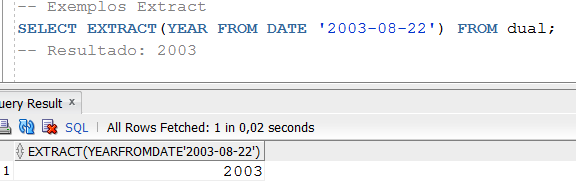 -- Exemplos Extract
SELECT EXTRACT(YEAR FROM DATE '2003-08-22') FROM dual;
-- Resultado: 2003
uery Result x
SQL | All Rows Fetched: 1 in 0,02 seconds
EXTRACT(YEARFROMDATE'2003-08-22')
1 2003